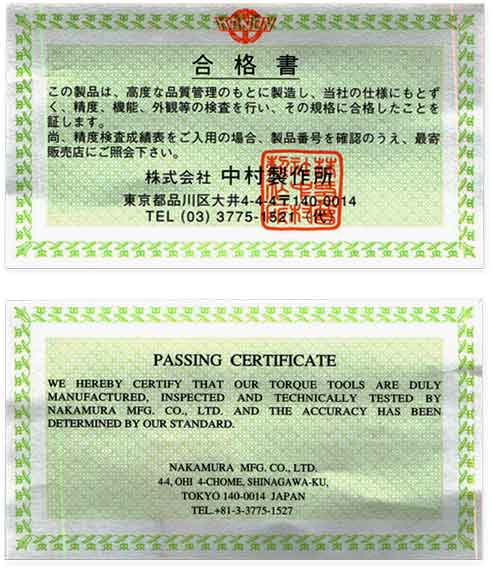 KANON
合格書
この製品は、高度な品質管理のもとに製造し、当社の仕様にもとず
く、精度、機能、外観等の検査を行い、その規格に合格したことを
証します。
尚、精度検査成績表をご入用の場合、製品番号を確認のうえ、最寄
販売店にご照会下さい。
株式会社 中村製作所
東京都品川区大井4-4-4〒140-0014
TEL (03) 3775-1521 代
PASSING CERTIFICATE
WE HEREBY CERTIFY THAT OUR TORQUE TOOLS ARE DULY
MANUFACTURED, INSPECTED AND TECHNICALLY TESTED BY
NAKAMURA MFG. CO., LTD. AND THE ACCURACY HAS BEEN
DETERMINED BY OUR STANDARD.
NAKAMURA MFG. CO., LTD.
4-4, OHI 4-CHOME, SHINAGAWA-KU,
TOKYO 140-0014 JAPAN
TEL.+81-3-3775-1527